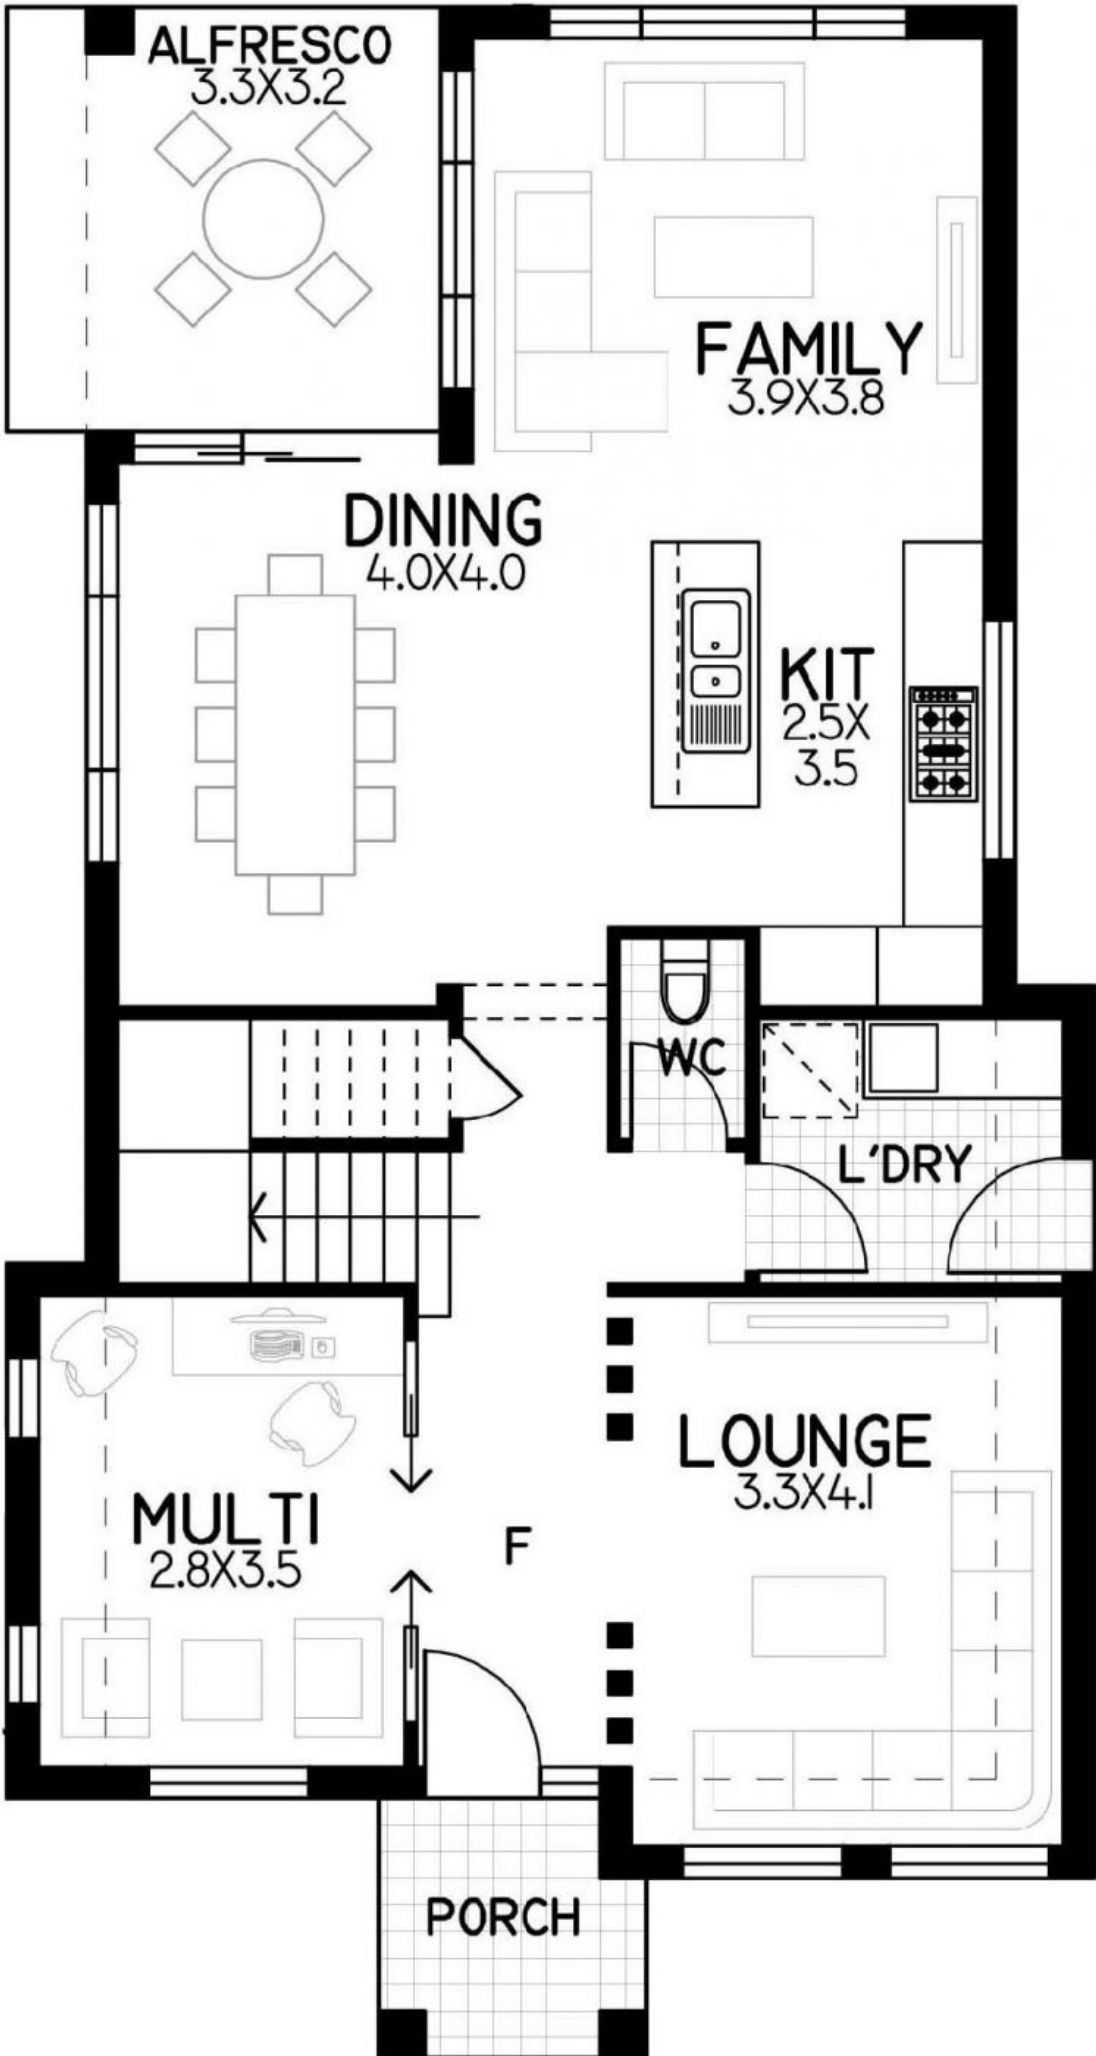 ALFRESCO
3.3X3.2
FAMILY
3.9X3.8
DINING
4.0X4.0
KIT
2.5X
3.5
WC
L'DRY
LOUNGE
3.3X4.1
MULTI
2.8X3.5
F
PORCH